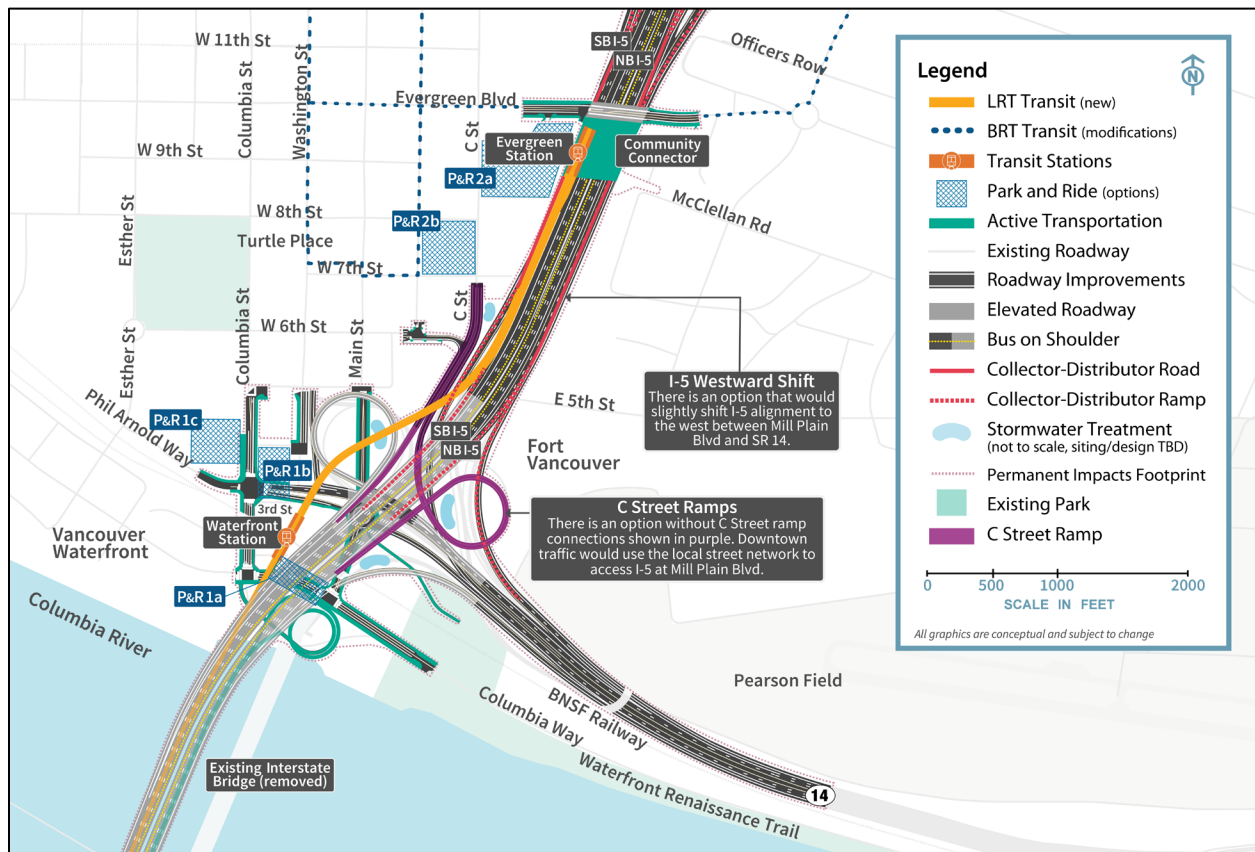 W 11th St
Columbia St
Washington St
SB I-5
NB I-5
Officers Row
Evergreen Blvd
C St
W 9th St
Evergreen
Station
Community
Connector
P&R2a
McClellan Rd
Esther St
W 8th St
P&R2b
Turtle Place
W 7th St
Columbia St
C St
W 6th St
Main St
Esther St
Phil Arnold Way
I-5 Westward Shift
There is an option that would
slightly shift I-5 alignment to
the west between Mill Plain
Blvd and SR 14.
E 5th St
P&R1c
SB I-5
NB I-5
Fort
Vancouver
P&R1b
3rd St
C Street Ramps
There is an option without C Street ramp
connections shown in purple. Downtown
traffic would use the local street network to
access I-5 at Mill Plain Blvd.
Waterfront
Station
Vancouver
Waterfront
P&R1a
Columbia River
Pearson Field
BNSF Railway
Columbia Way
Waterfront Renaissance Trail
Existing Interstate
Bridge (removed)
14
Legend
N
LRT Transit (new)
BRT Transit (modifications)
Transit Stations
Park and Ride (options)
Active Transportation
Existing Roadway
Roadway Improvements
Elevated Roadway
Bus on Shoulder
Collector-Distributor Road
Collector-Distributor Ramp
Stormwater Treatment
(not to scale, siting/design TBD)
Permanent Impacts Footprint
Existing Park
C Street Ramp
0 500 1000 2000
SCALE IN FEET
All graphics are conceptual and subject to change